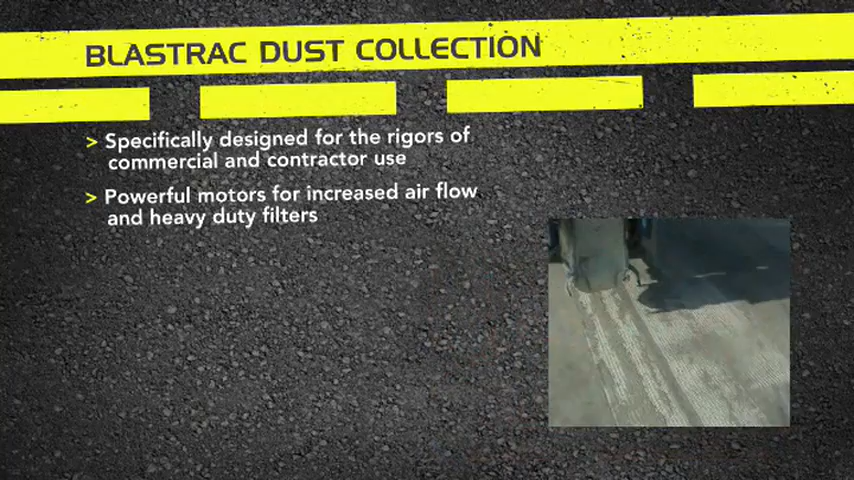 BLASTRAC DUST COLLECTION
> Specifically designed for the rigors of
commercial and contractor use
> Powerful motors for increased air flow
and heavy duty filters